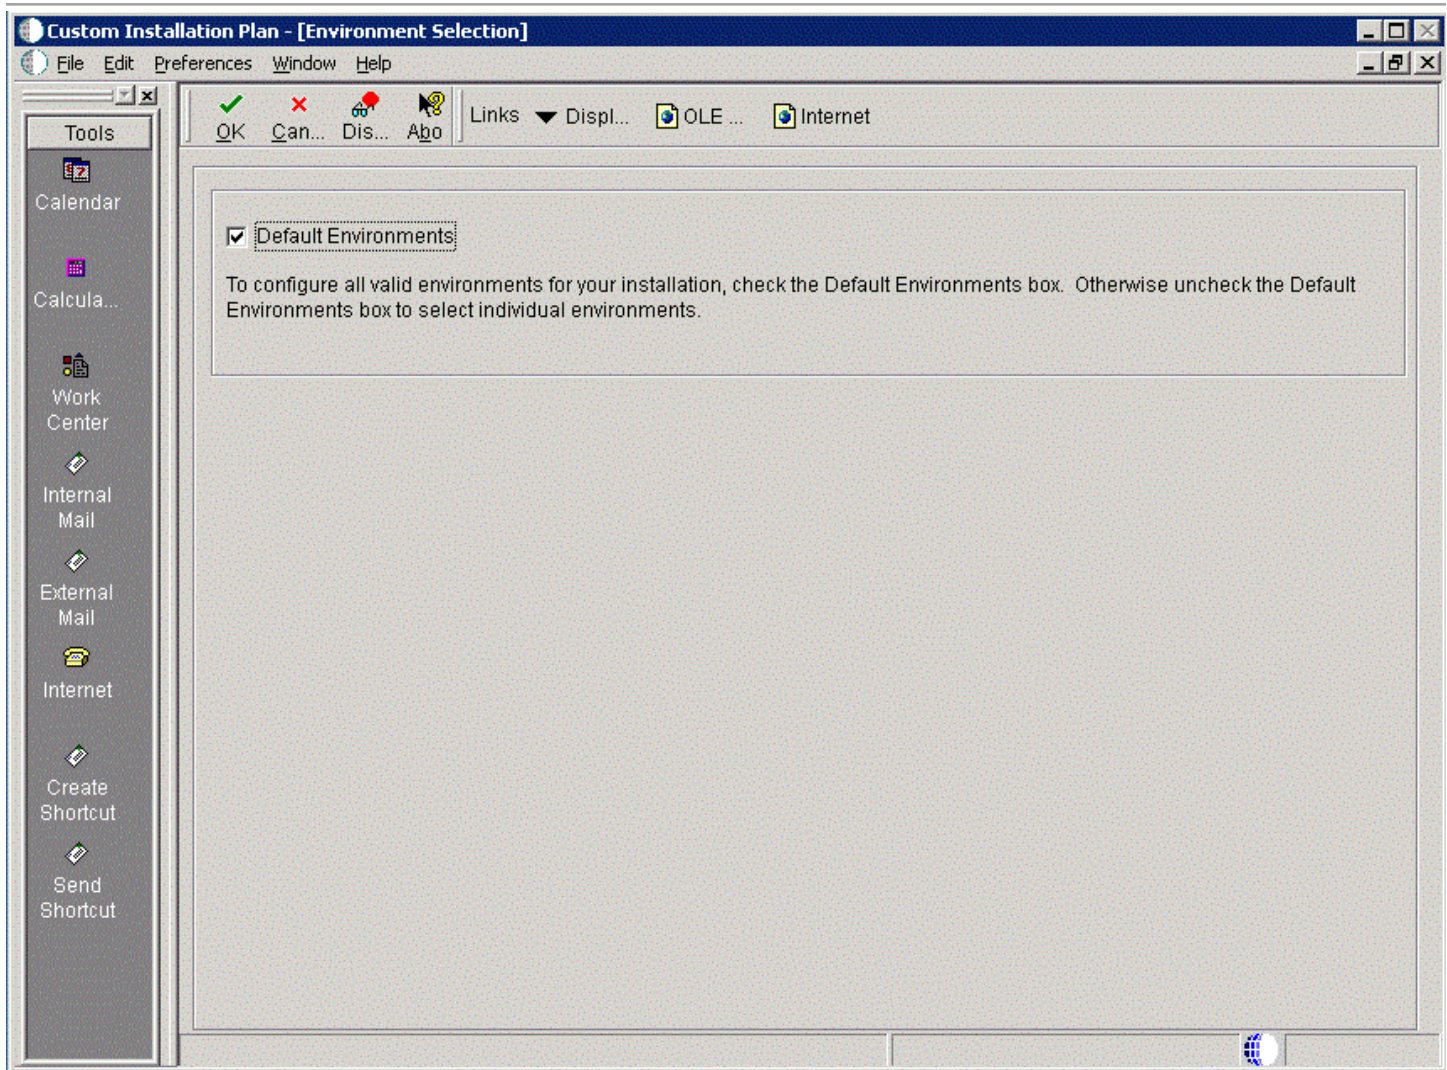 Custom Installation Plan - [Environment Selection]
File Edit Preferences Window Help
Tools
OK Can... Dis... Abo Links Displ... OLE ... Internet
Calendar
Calcula...
Work
Center
Internal
Mail
External
Mail
Internet
Create
Shortcut
Send
Shortcut
Default Environments
To configure all valid environments for your installation, check the Default Environments box. Otherwise uncheck the Default
Environments box to select individual environments.